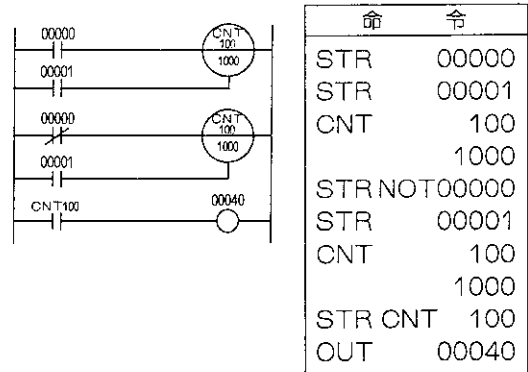 00000
CNT
100
1000
00001
00000
CNT
100
1000
00001
CNT100
00040
命 令
STR 00000
STR 00001
CNT 100
1000
STR NOT00000
STR 00001
CNT 100
1000
STR CNT 100
OUT 00040